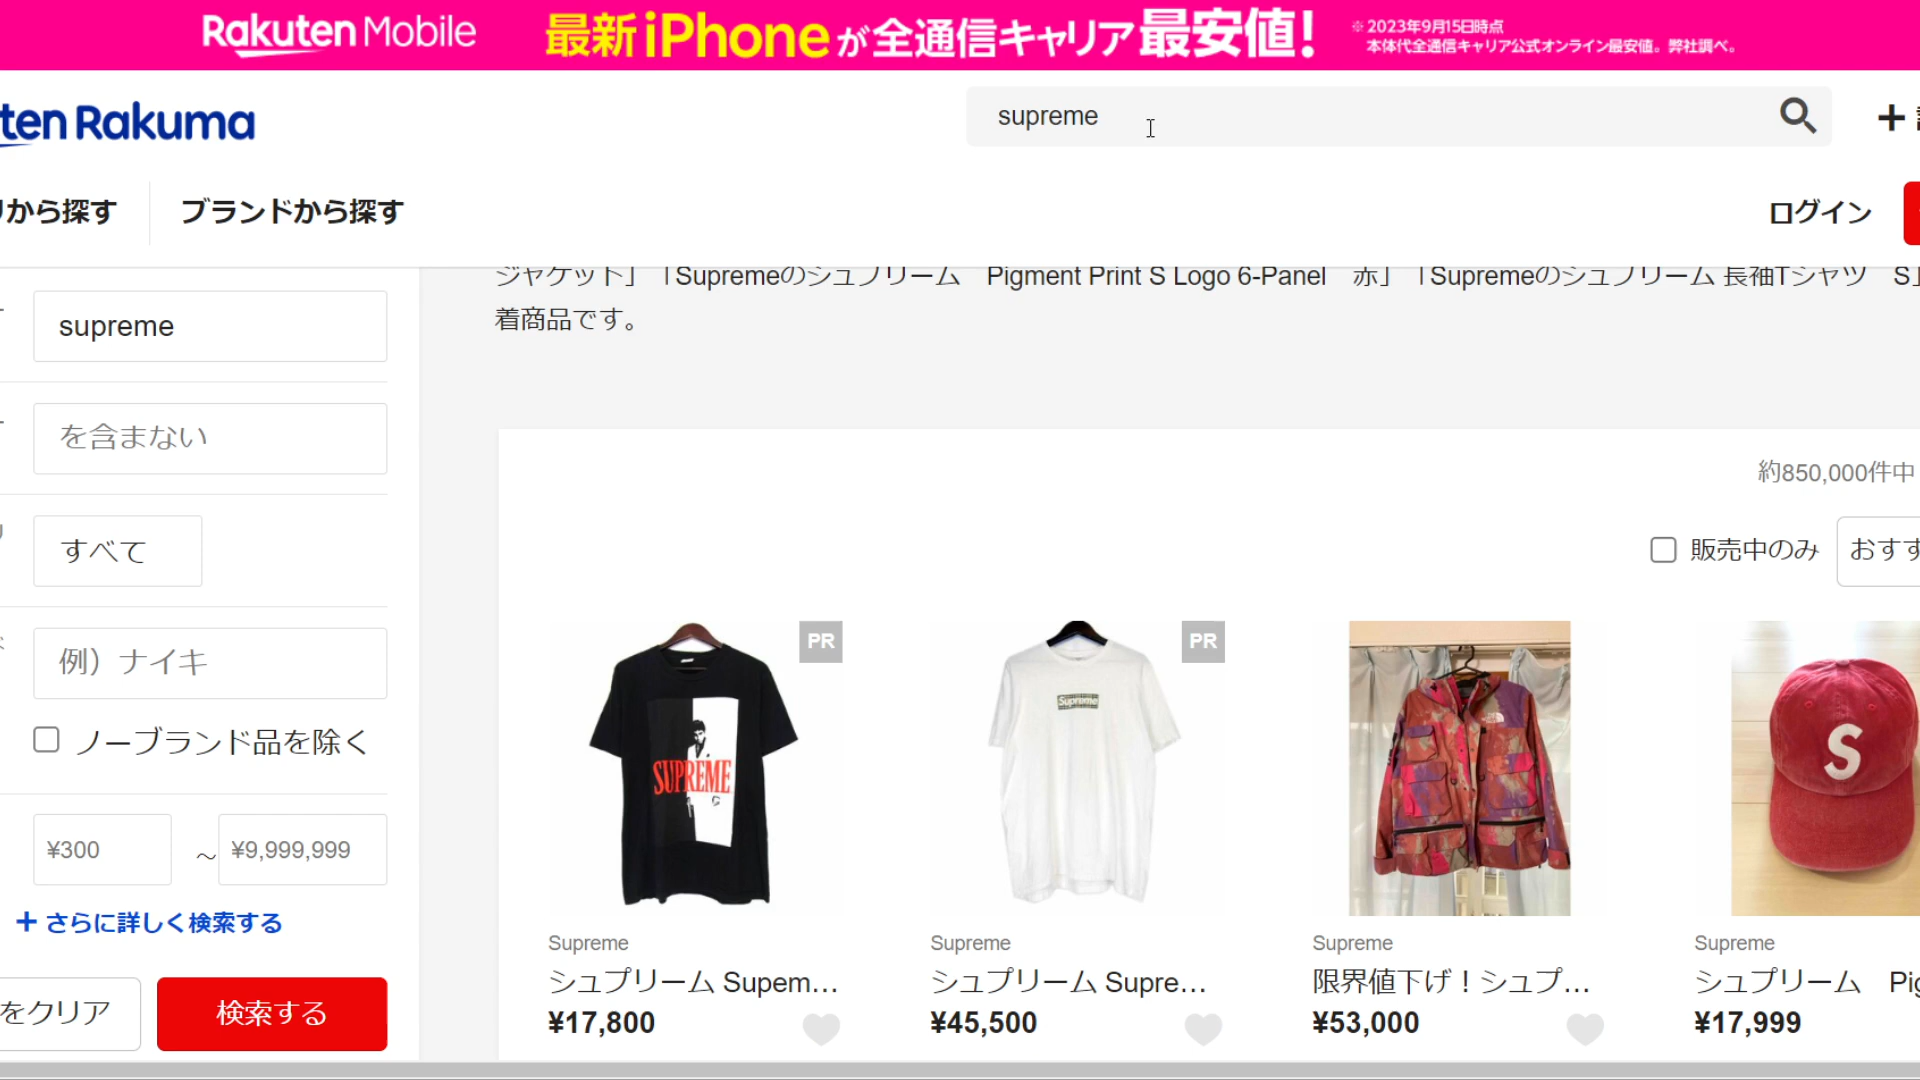 Rakuten Mobile 最新iPhoneが全通信キャリア最安値!
※2023年9月15日時点
本体代全通信キャリア公式オンライン最安値。弊社調べ。
ten Rakuma
supreme
から探す
ブランドから探す
ログイン
ジャケット」「Supremeのシュプリーム Pigment Print S Logo 6-Panel 赤」「Supremeのシュプリーム 長袖Tシャツ S」
着商品です。
supreme
を含まない
すべて
例）ナイキ
ノーブランド品を除く
¥300 ～ ¥9,999,999
+ さらに詳しく検索する
をクリア
検索する
約850,000件中
販売中のみ
おすす
PR
SUPREME
Supreme
シュプリーム Supem...
¥17,800
PR
Supreme
Supreme
シュプリーム Supre...
¥45,500
Supreme
限界値下げ！シュプ...
¥53,000
S
Supreme
シュプリーム Pig
¥17,999